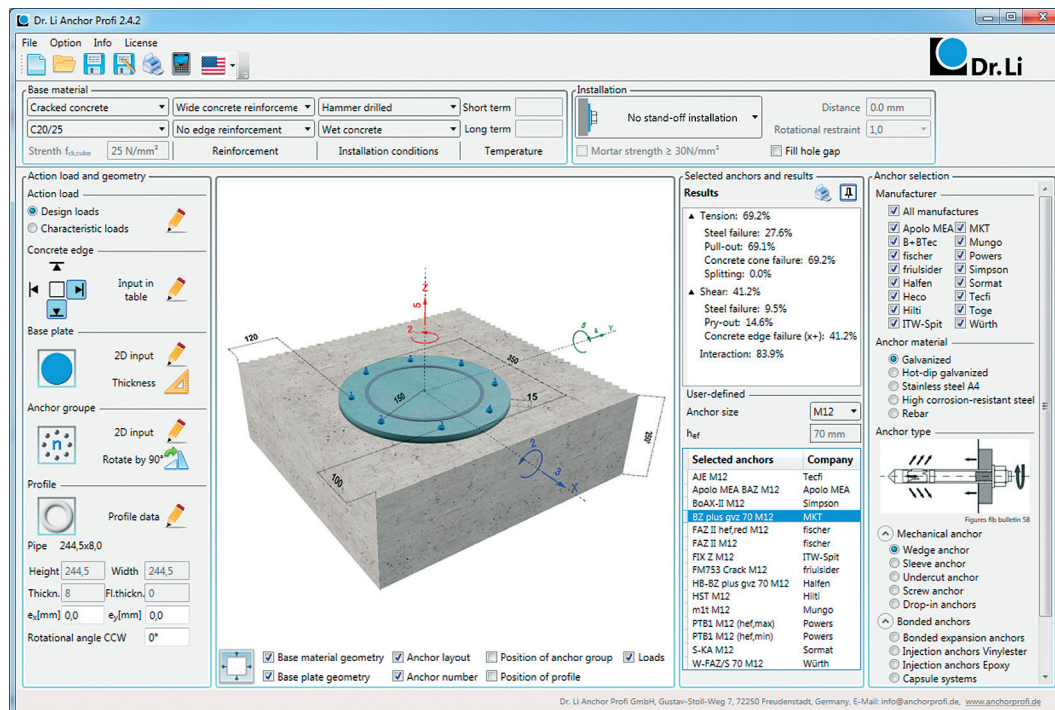 Dr. Li Anchor Profi 2.4.2
File Option Info License
Dr.Li
Base material
Cracked concrete Wide concrete reinforceme Hammer drilled Short term
C20/25 No edge reinforcement Wet concrete Long term
Strenth fck,cube 25 N/mm² Reinforcement Installation conditions Temperature
Installation
No stand-off installation Distance 0.0 mm
Rotational restraint 1,0
Mortar strength ≥ 30N/mm² Fill hole gap
Action load and geometry
Action load
Design loads
Characteristic loads
Concrete edge
Input in
table
Base plate
2D input
Thickness
Anchor groupe
n
2D input
Rotate by 90°
Profile
Profile data
Pipe 244,5x8,0
Height 244,5 Width 244,5
Thickn. 8 Fl.thickn. 0
ex[mm] 0,0 ey[mm] 0,0
Rotational angle CCW 0°
Z
5
2
120
350
5
4
Y
150
15
100
2
3
X
250
Base material geometry Anchor layout Position of anchor group Loads
Base plate geometry Anchor number Position of profile
Selected anchors and results
Results
Tension: 69.2%
Steel failure: 27.6%
Pull-out: 69.1%
Concrete cone failure: 69.2%
Splitting: 0.0%
Shear: 41.2%
Steel failure: 9.5%
Pry-out: 14.6%
Concrete edge failure (x+): 41.2%
Interaction: 83.9%
User-defined
Anchor size M12
hef 70 mm
Selected anchors Company
AJE M12 Tecfi
Apolo MEA BAZ M12 Apolo MEA
BoAX-II M12 Simpson
BZ plus gvz 70 M12 MKT
FAZ II hef,red M12 fischer
FAZ II M12 fischer
FIX Z M12 ITW-Spit
FM753 Crack M12 friulsider
HB-BZ plus gvz 70 M12 Halfen
HST M12 Hilti
m1t M12 Mungo
PTB1 M12 (hef,max) Powers
PTB1 M12 (hef,min) Powers
S-KA M12 Sormat
W-FAZ/S 70 M12 Würth
Anchor selection
Manufacturer
All manufactures
Apolo MEA MKT
B+BTec Mungo
fischer Powers
friulsider Simpson
Halfen Sormat
Heco Tecfi
Hilti Toge
ITW-Spit Würth
Anchor material
Galvanized
Hot-dip galvanized
Stainless steel A4
High corrosion-resistant steel
Rebar
Anchor type
Figures fib bulletin 58
Mechanical anchor
Wedge anchor
Sleeve anchor
Undercut anchor
Screw anchor
Drop-in anchors
Bonded anchors
Bonded expansion anchors
Injection anchors Vinylester
Injection anchors Epoxy
Capsule systems
Dr. Li Anchor Profi GmbH, Gustav-Stoll-Weg 7, 72250 Freudenstadt, Germany, E-Mail: info@anchorprofi.de, www.anchorprofi.de